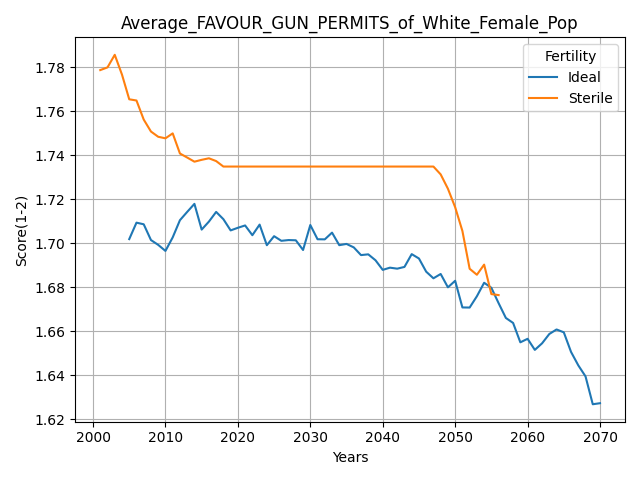 Average_FAVOUR_GUN_PERMITS_of_White_Female_Pop
Fertility
Ideal
Sterile
Score(1-2)
1.78
1.76
1.74
1.72
1.70
1.68
1.66
1.64
1.62
2000 2010 2020 2030 2040 2050 2060 2070
Years